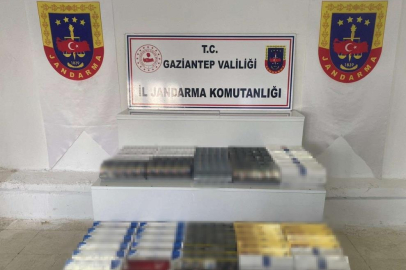 T.C.
GAZİANTEP VALİLİĞİ
İL JANDARMA KOMUTANLIĞI
JANDARMA
JANDARMA